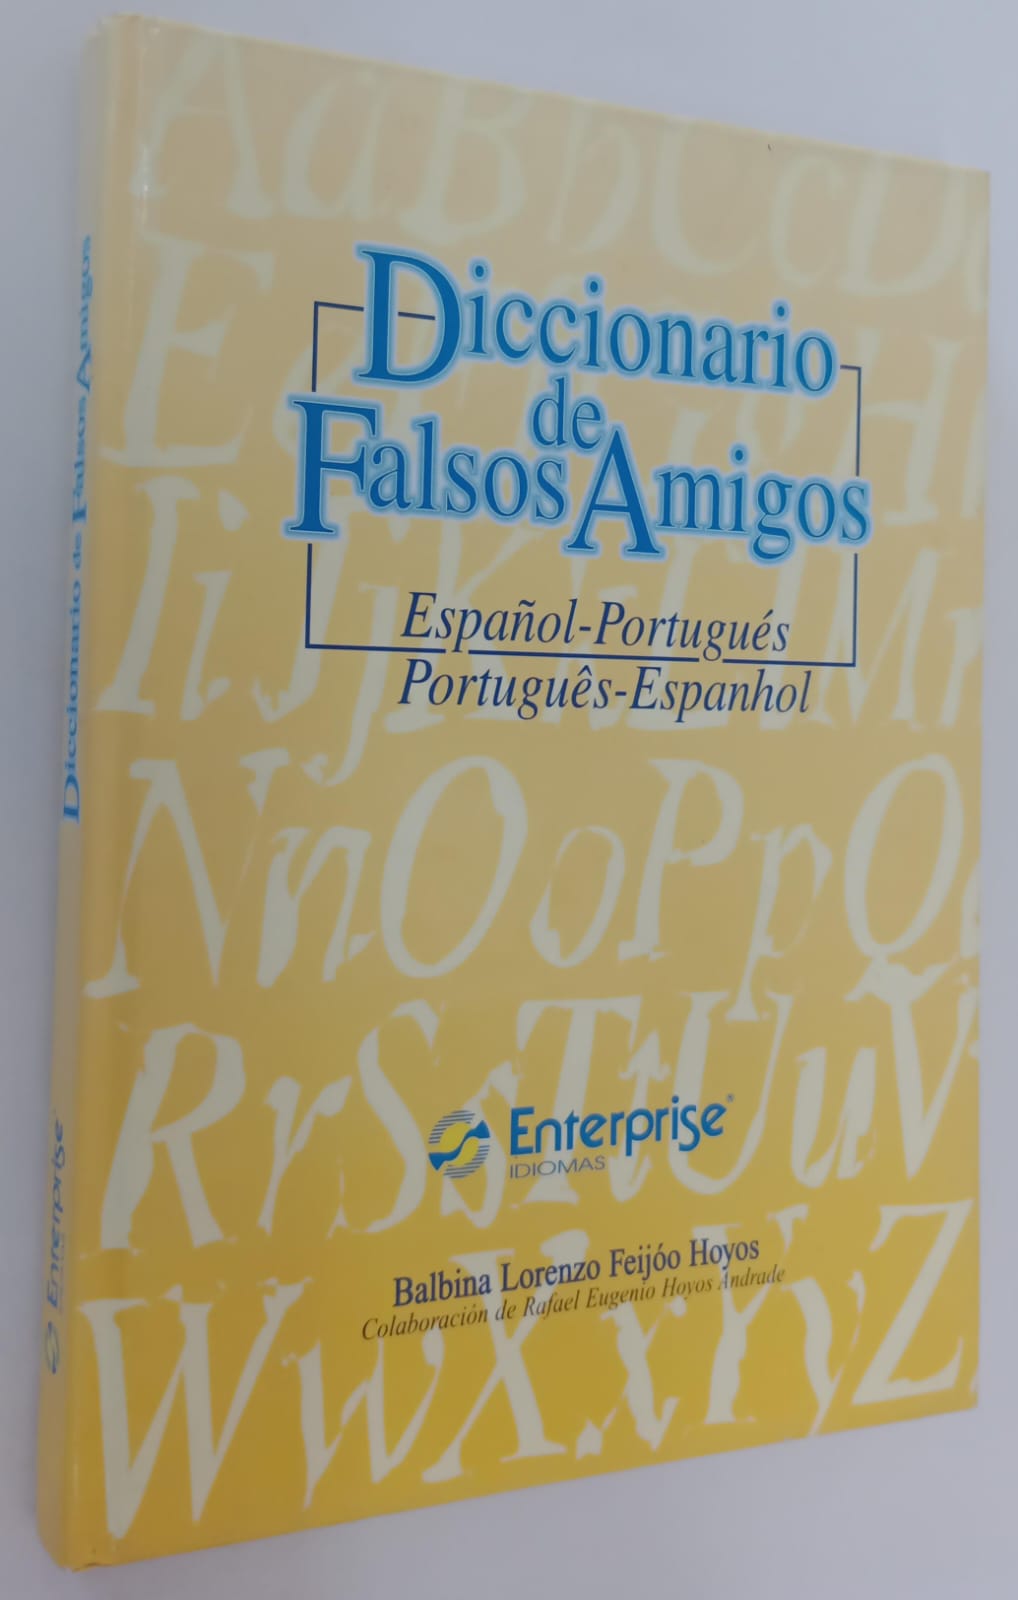 Diccionario
de
Falsos Amigos
Español-Portugués
Português-Espanhol
Enterprise®
IDIOMAS
Balbina Lorenzo Feijóo Hoyos
Colaboración de Rafael Eugenio Hoyos Andrade
Diccionario de Falsos Amigos
Enterprise
A a B b C c D
E e
I i J j K k L M
N n O o P p Q
R r S s T t U u V
W w X x Y y Z